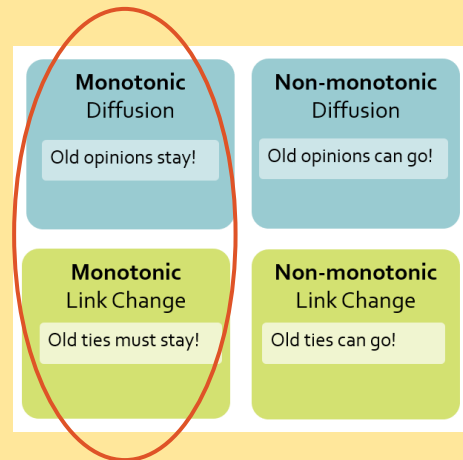 Monotonic
Diffusion
Old opinions stay!
Non-monotonic
Diffusion
Old opinions can go!
Monotonic
Link Change
Old ties must stay!
Non-monotonic
Link Change
Old ties can go!